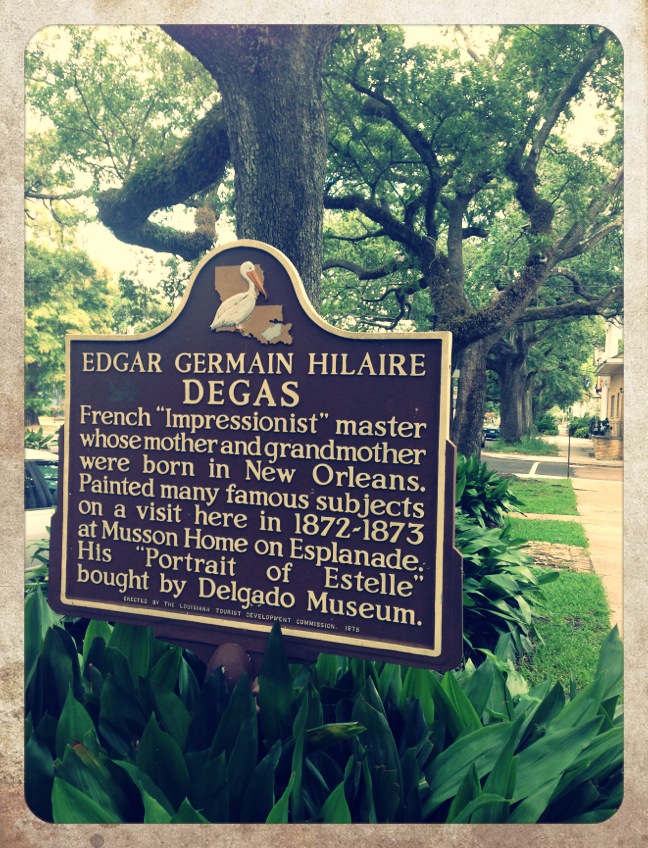 EDGAR GERMAIN HILAIRE
DEGAS
French "Impressionist" master
whose mother and grandmother
were born in New Orleans.
Painted many famous subjects
on a visit here in 1872-1873
at Musson Home on Esplanade.
His "Portrait of Estelle"
bought by Delgado Museum.
ERECTED BY THE LOUISIANA TOURIST DEVELOPMENT COMMISSION, 1976